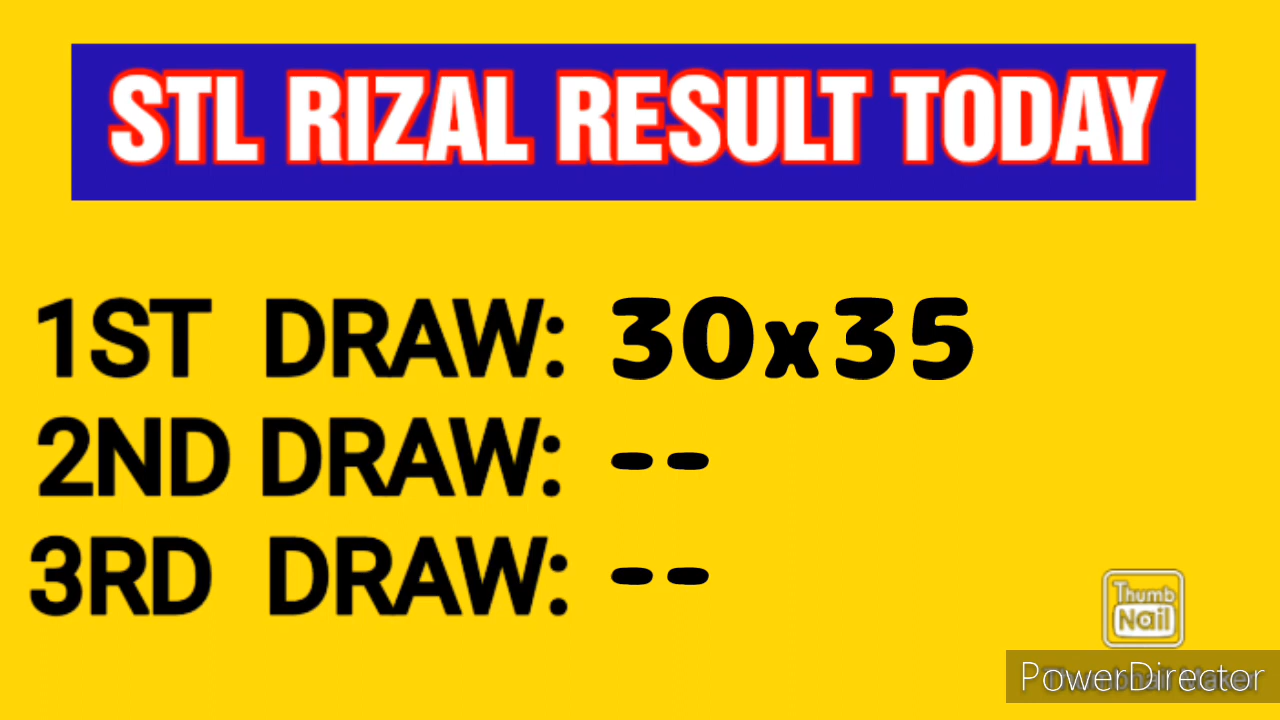 STL RIZAL RESULT TODAY
1ST DRAW: 30x35
2ND DRAW: --
3RD DRAW: --
Thumb
Nail
PowerDirector